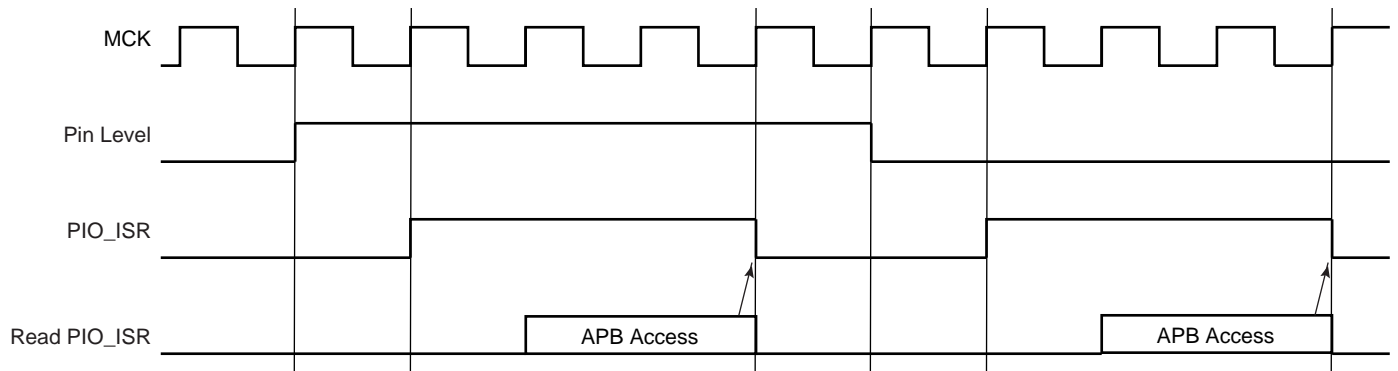 MCK
Pin Level
PIO_ISR
Read PIO_ISR
APB Access
APB Access